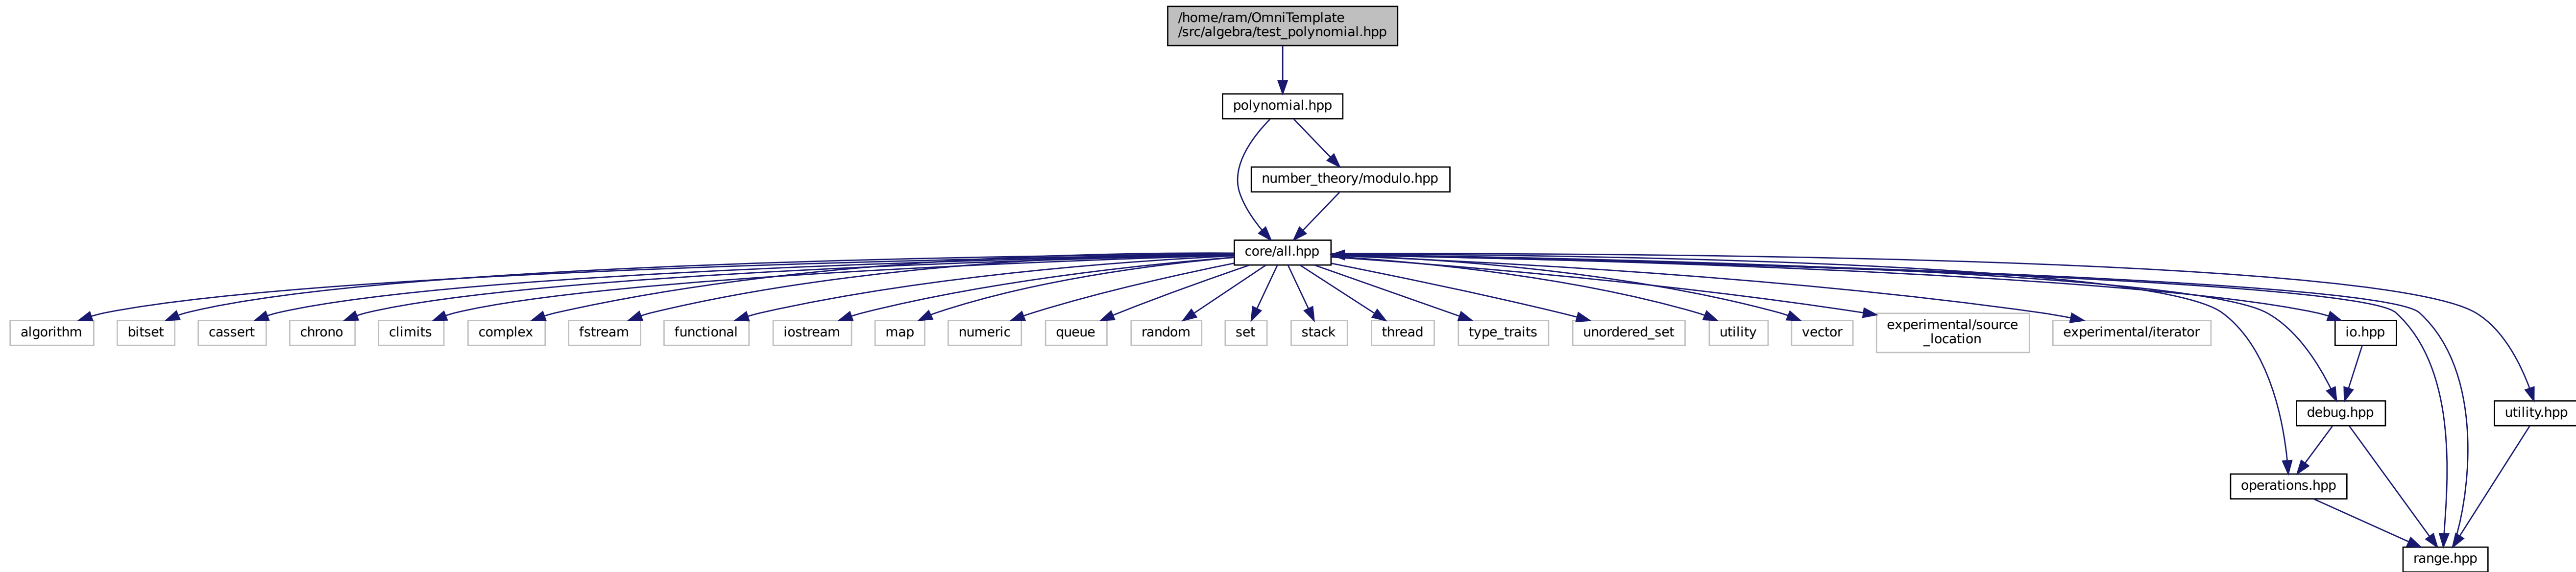 /home/ram/OmniTemplate
/src/algebra/test_polynomial.hpp
polynomial.hpp
number_theory/modulo.hpp
core/all.hpp
algorithm
bitset
cassert
chrono
climits
complex
fstream
functional
iostream
map
numeric
queue
random
set
stack
thread
type_traits
unordered_set
utility
vector
experimental/source
_location
experimental/iterator
io.hpp
debug.hpp
utility.hpp
operations.hpp
range.hpp